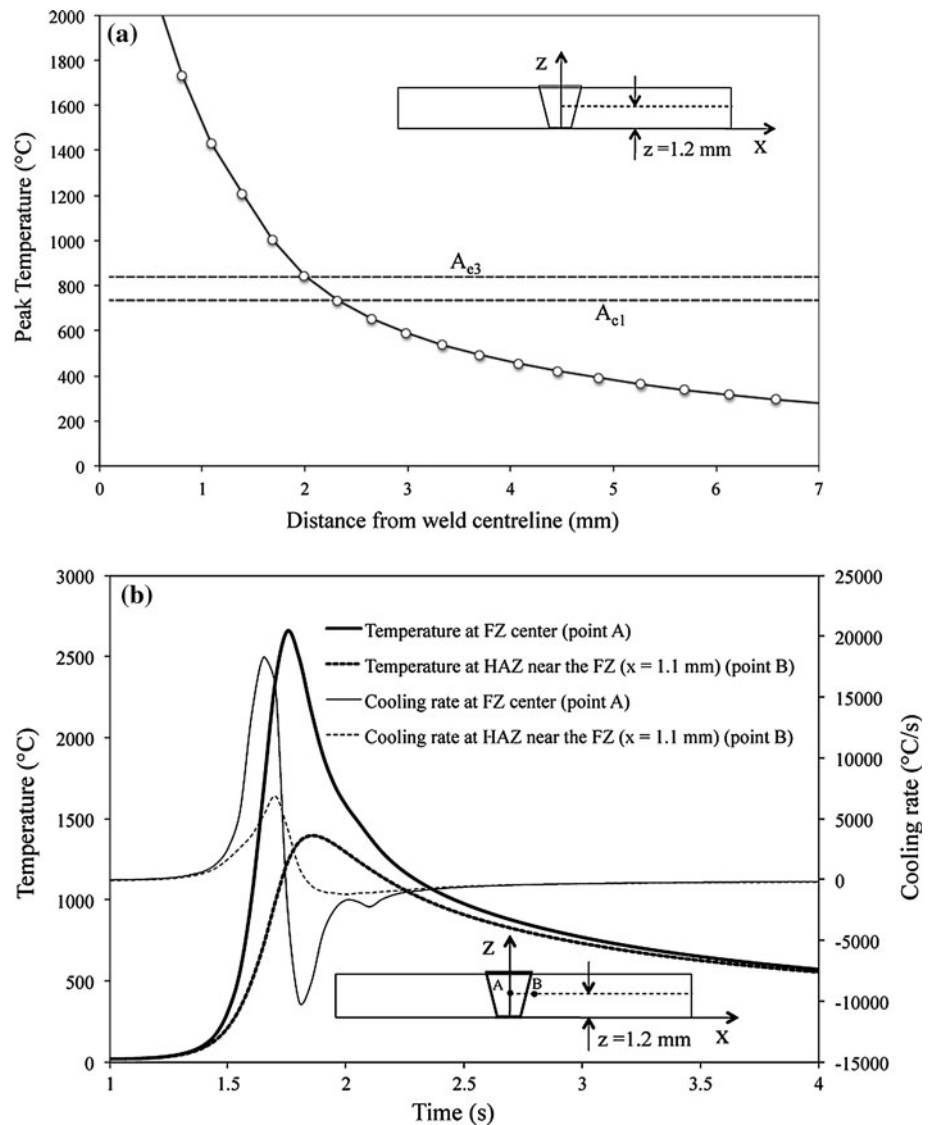 (a)
Peak Temperature (°C)
2000
1800
1600
1400
1200
1000
800
600
400
200
0
Z
z =1.2 mm
X
Ae3
Ac1
0 1 2 3 4 5 6 7
Distance from weld centreline (mm)
(b)
Temperature (°C)
3000
2500
2000
1500
1000
500
0
Temperature at FZ center (point A)
Temperature at HAZ near the FZ (x = 1.1 mm) (point B)
Cooling rate at FZ center (point A)
Cooling rate at HAZ near the FZ (x = 1.1 mm) (point B)
25000
20000
15000
10000
5000
0
-5000
-10000
-15000
Cooling rate (°C/s)
Z
A B
z =1.2 mm
X
1 1.5 2 2.5 3 3.5 4
Time (s)